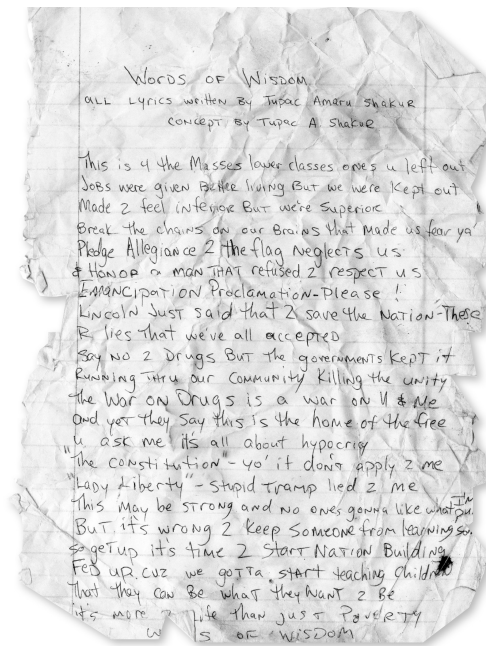 WORDS OF WISDOM
ALL LYRICS WRITTEN BY Tupac Amaru Shakur
CONCEPT BY Tupac A. Shakur
This is 4 the Masses lower classes ones u left out
Jobs were given Better living But we were kept out
Made 2 feel inferior But we're Superior
Break the chains on our Brains that Made us fear ya
Pledge Allegiance 2 the flag neglects us
& Honor a man THAT refused 2 respect us
EMANCIPATION Proclamation-Please!
LINCOLN Just said that 2 save the NATION-These
R lies That we've all accepted
Say No 2 Drugs BUT the governments KEPT it
RUNNING Thru our COMMUNITY Killing the unity
The War on Drugs is a war on U & Me
and yet they say this is the home of the free
u ask me it's all about hypocrisy
"The Constitution"-yo' it don't apply 2 me
"Lady Liberty"-stupid Tramp lied 2 me
This may be strong and no ones gonna like what I'm
BUT it's wrong 2 keep someone from learning
so get up it's time 2 START NATION Building
FED UP, CUZ we gotta start teaching children
That they can Be what They WANT 2 Be
it's more 2 Life than just POVERTY
OF WISDOM